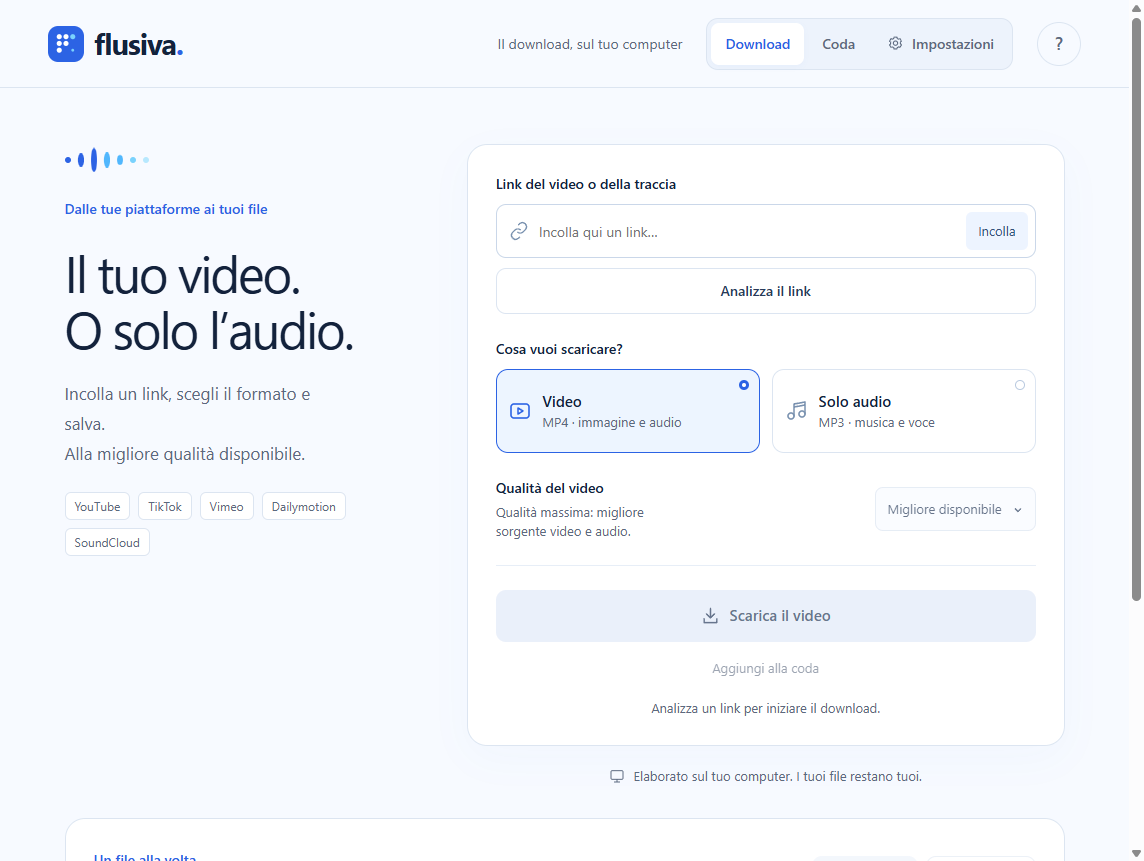 flusiva.
Il download, sul tuo computer
Download
Coda
Impostazioni
?
Dalle tue piattaforme ai tuoi file
Il tuo video.
O solo l’audio.
Incolla un link, scegli il formato e
salva.
Alla migliore qualità disponibile.
YouTube
TikTok
Vimeo
Dailymotion
SoundCloud
Link del video o della traccia
Incolla qui un link...
Incolla
Analizza il link
Cosa vuoi scaricare?
Video
MP4 · immagine e audio
Solo audio
MP3 · musica e voce
Qualità del video
Qualità massima: migliore
sorgente video e audio.
Migliore disponibile
Scarica il video
Aggiungi alla coda
Analizza un link per iniziare il download.
Elaborato sul tuo computer. I tuoi file restano tuoi.
Un file alla volta